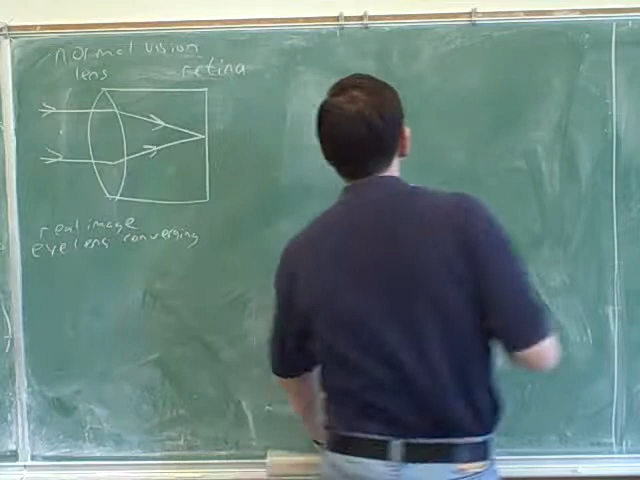 normal vision
lens retina
real image
eye lens converging